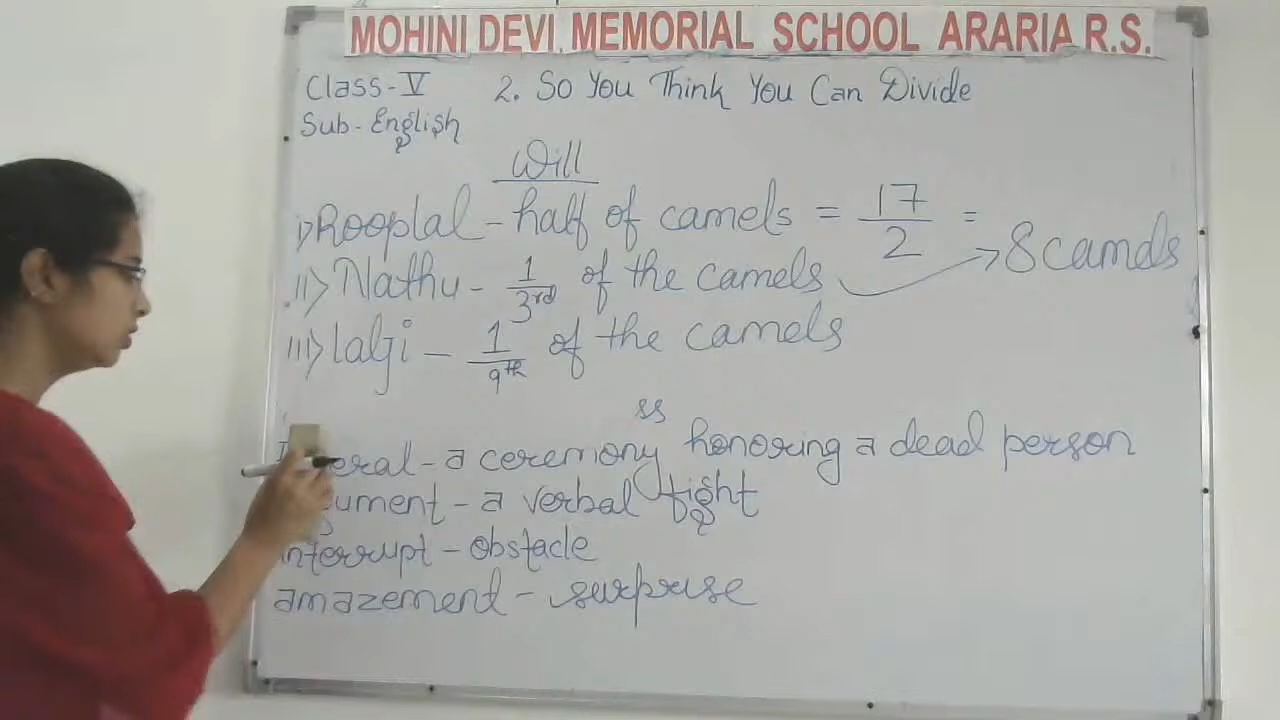 MOHINI DEVI MEMORIAL SCHOOL ARARIA R.S.
Class-V 2. So You Think You Can Divide
Sub- English
Will
i> Rooplal - half of camels = 17/2 =
ii> Nathu - 1/3rd of the camels → 8 camels
iii> Lalji - 1/9th of the camels
ss
eral - a ceremony honoring a dead person
gument - a verbal fight
interrupt - obstacle
amazement - surprise